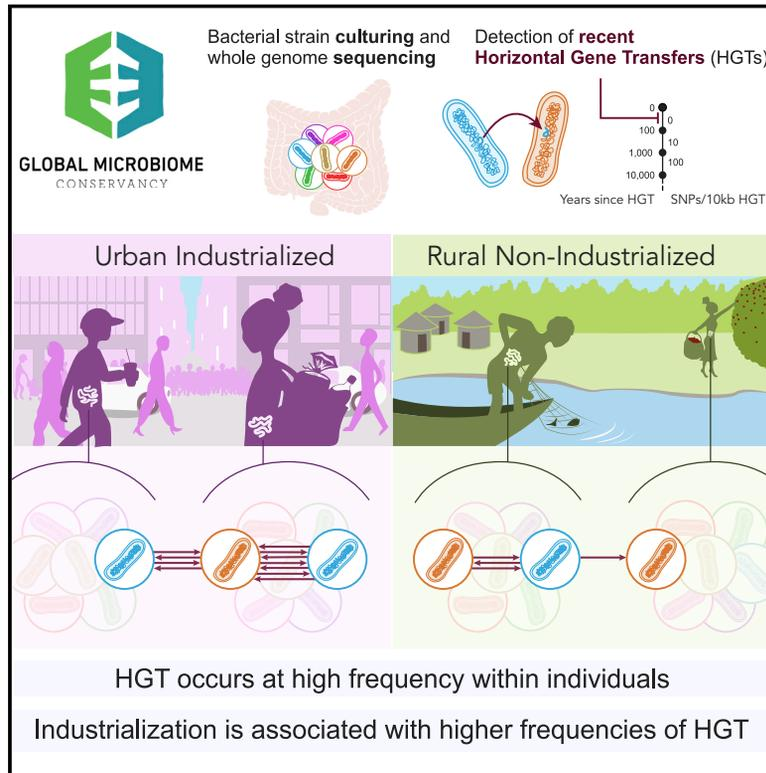 Bacterial strain culturing and
whole genome sequencing
Detection of recent
Horizontal Gene Transfers (HGTs)
GLOBAL MICROBIOME
CONSERVANCY
0
0
100
10
1,000
100
10,000
Years since HGT SNPs/10kb HGT
Urban Industrialized
Rural Non-Industrialized
HGT occurs at high frequency within individuals
Industrialization is associated with higher frequencies of HGT